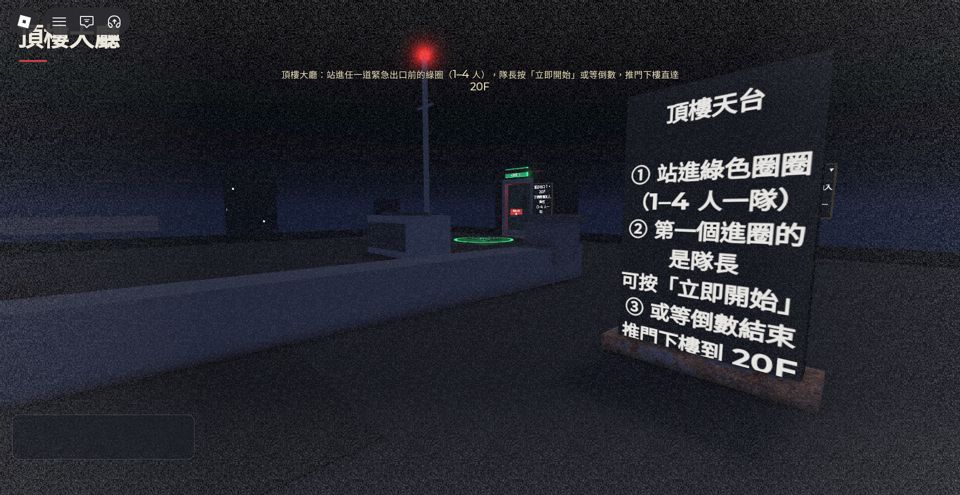 頂樓大廳
頂樓大廳：站進任一道緊急出口前的綠圈（1–4 人），隊長按「立即開始」或等倒數，推門下樓直達
20F
頂樓天台
① 站進綠色圈圈
（1–4 人一隊）
② 第一個進圈的
是隊長
可按「立即開始」
③ 或等倒數結束
推門下樓到 20F